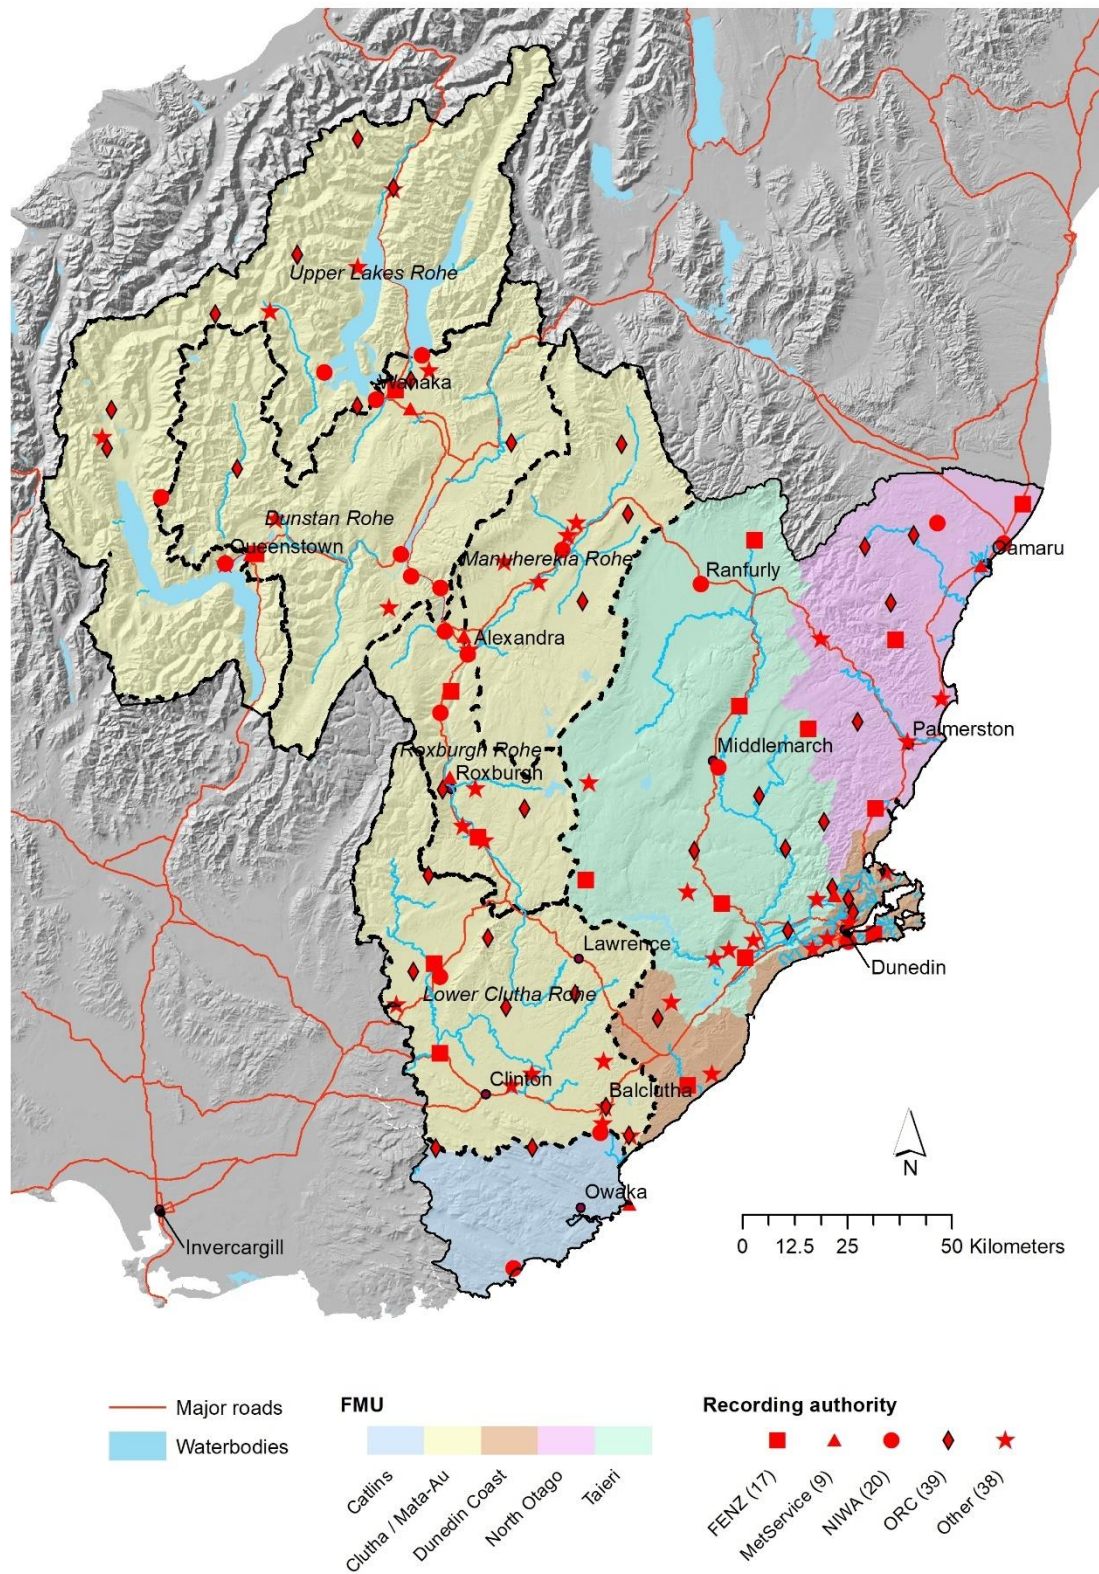 Upper Lakes Rohe
Wanaka
Dunstan Rohe
Queenstown
Manuherekia Rohe
Ranfurly
Oamaru
Alexandra
Palmerston
Middlemarch
Roxburgh Rohe
Roxburgh
Lawrence
Dunedin
Lower Clutha Rohe
Clinton
Balclutha
N
Owaka
Invercargill
0 12.5 25 50 Kilometers
Major roads
Waterbodies
FMU
Catlins
Clutha / Mata-Au
Dunedin Coast
North Otago
Taieri
Recording authority
FENZ (17)
MetService (9)
NIWA (20)
ORC (39)
Other (38)